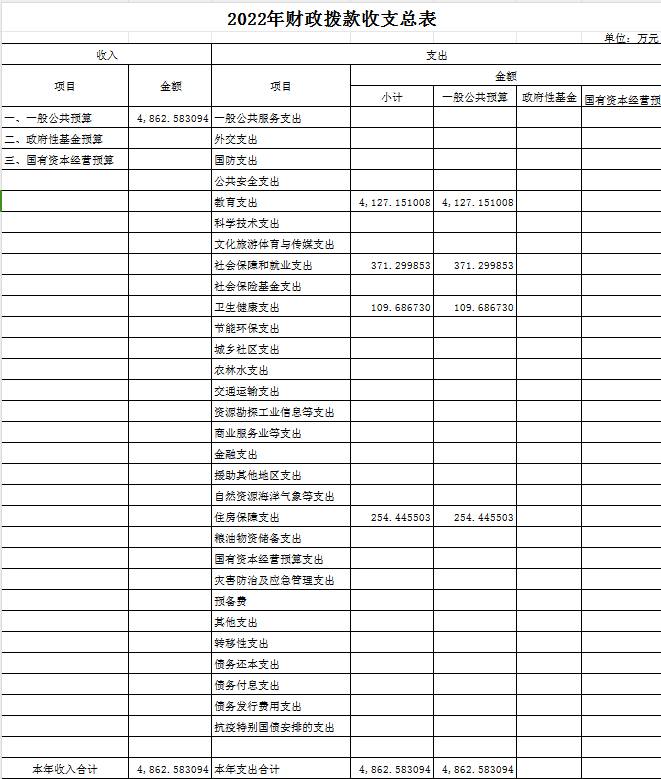 2022年财政拨款收支总表
单位：万元
收入 支出
项目 金额 项目 金额
小计 一般公共预算 政府性基金 国有资本经营预
一、一般公共预算 4,862.583094 一般公共服务支出
二、政府性基金预算 外交支出
三、国有资本经营预算 国防支出
公共安全支出
教育支出 4,127.151008 4,127.151008
科学技术支出
文化旅游体育与传媒支出
社会保障和就业支出 371.299853 371.299853
社会保险基金支出
卫生健康支出 109.686730 109.686730
节能环保支出
城乡社区支出
农林水支出
交通运输支出
资源勘探工业信息等支出
商业服务业等支出
金融支出
援助其他地区支出
自然资源海洋气象等支出
住房保障支出 254.445503 254.445503
粮油物资储备支出
国有资本经营预算支出
灾害防治及应急管理支出
预备费
其他支出
转移性支出
债务还本支出
债务付息支出
债务发行费用支出
抗疫特别国债安排的支出
本年收入合计 4,862.583094 本年支出合计 4,862.583094 4,862.583094